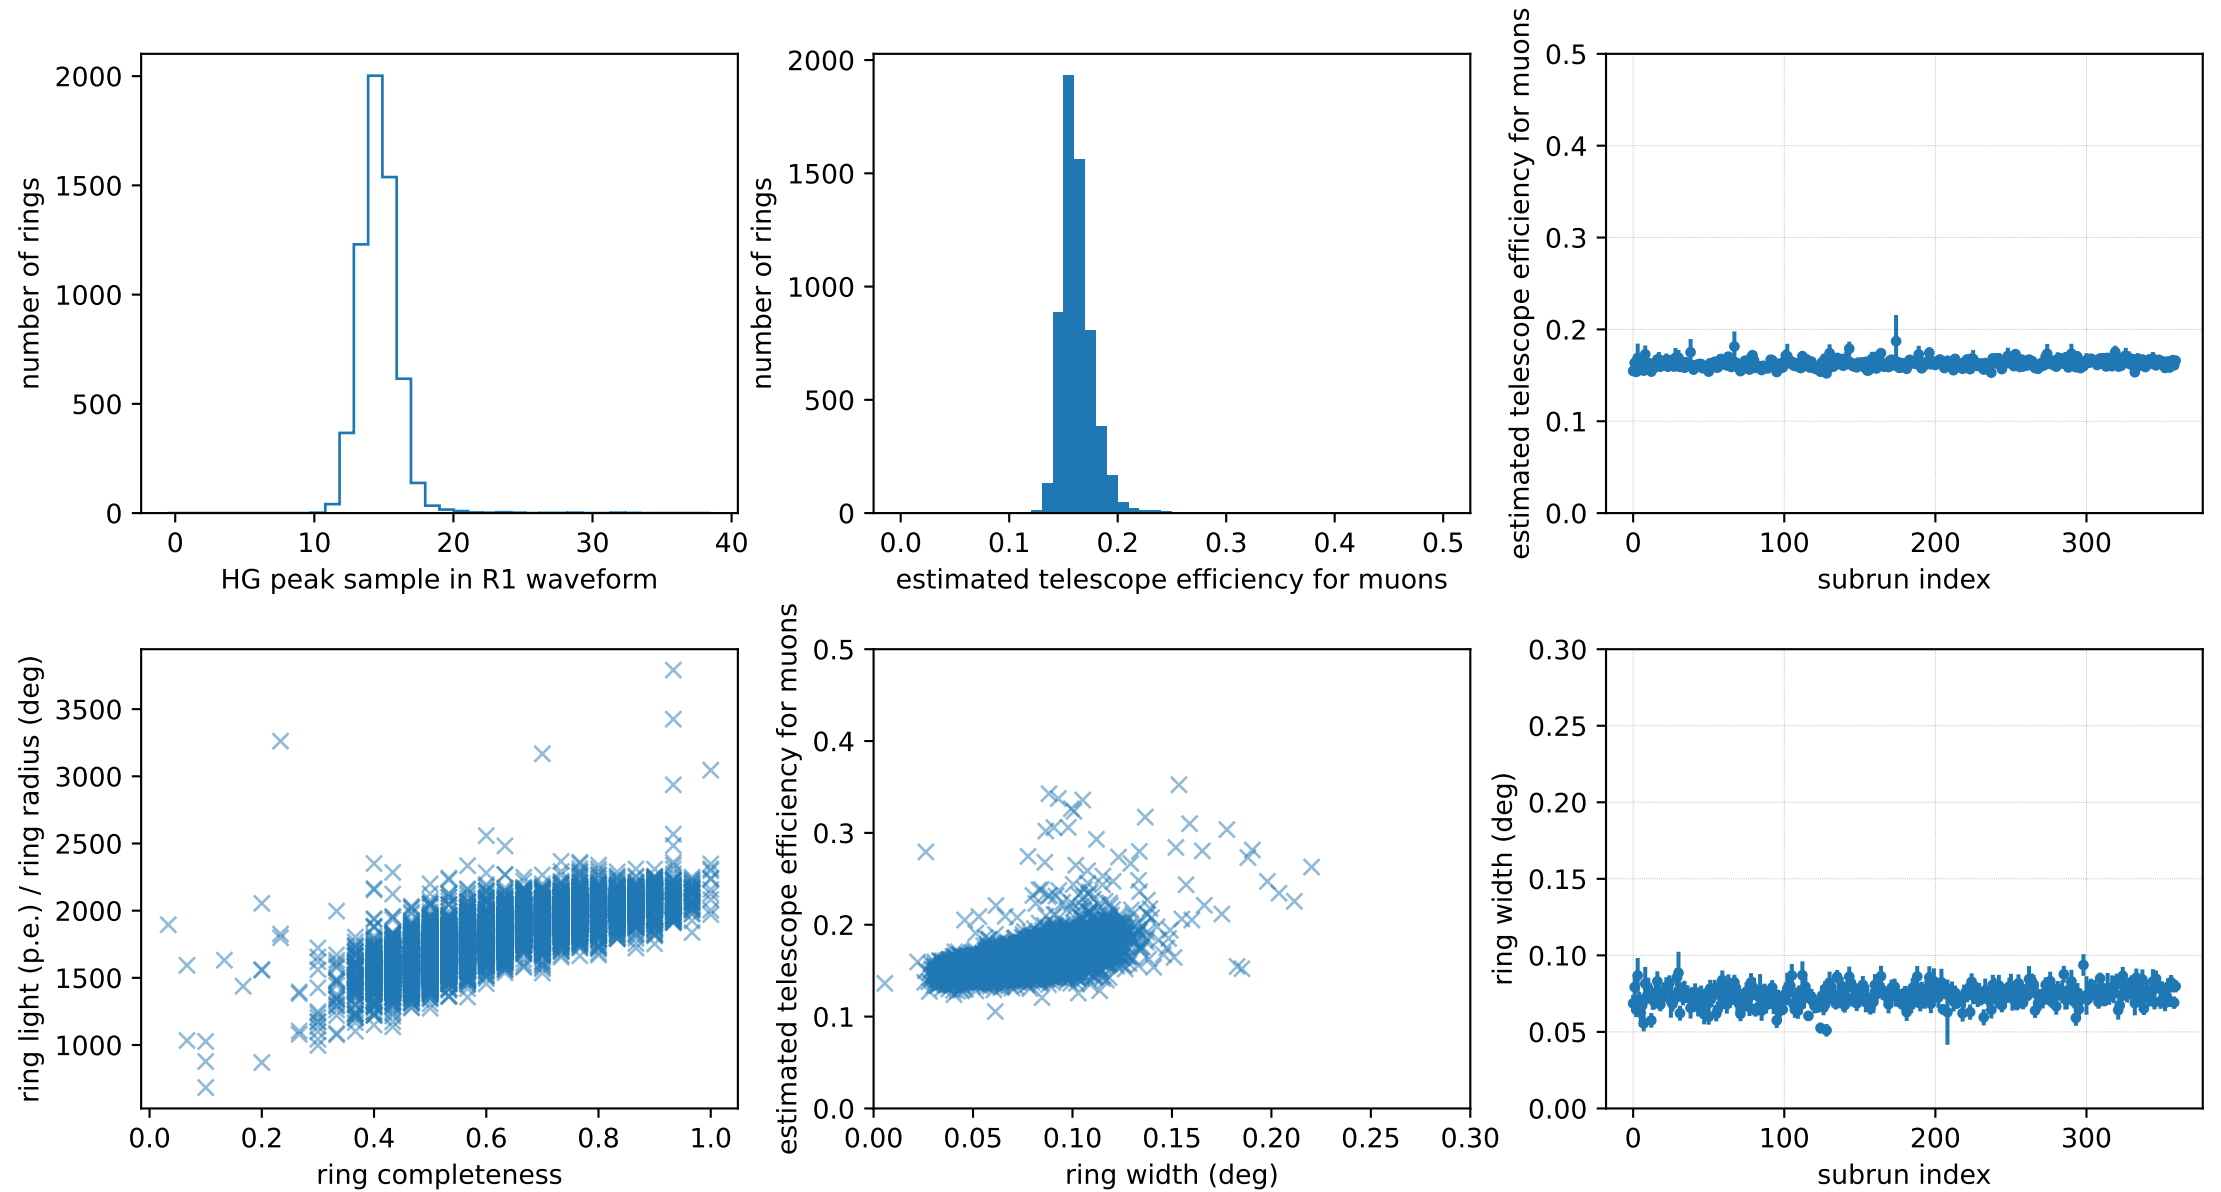 2000
1500
1000
500
0
number of rings
0 10 20 30 40
HG peak sample in R1 waveform
2000
1500
1000
500
0
number of rings
0.0 0.1 0.2 0.3 0.4 0.5
estimated telescope efficiency for muons
0.5
0.4
0.3
0.2
0.1
0.0
estimated telescope efficiency for muons
0 100 200 300
subrun index
3500
3000
2500
2000
1500
1000
ring light (p.e.) / ring radius (deg)
0.0 0.2 0.4 0.6 0.8 1.0
ring completeness
0.5
0.4
0.3
0.2
0.1
0.0
estimated telescope efficiency for muons
0.00 0.05 0.10 0.15 0.20 0.25 0.30
ring width (deg)
0.30
0.25
0.20
0.15
0.10
0.05
0.00
ring width (deg)
0 100 200 300
subrun index